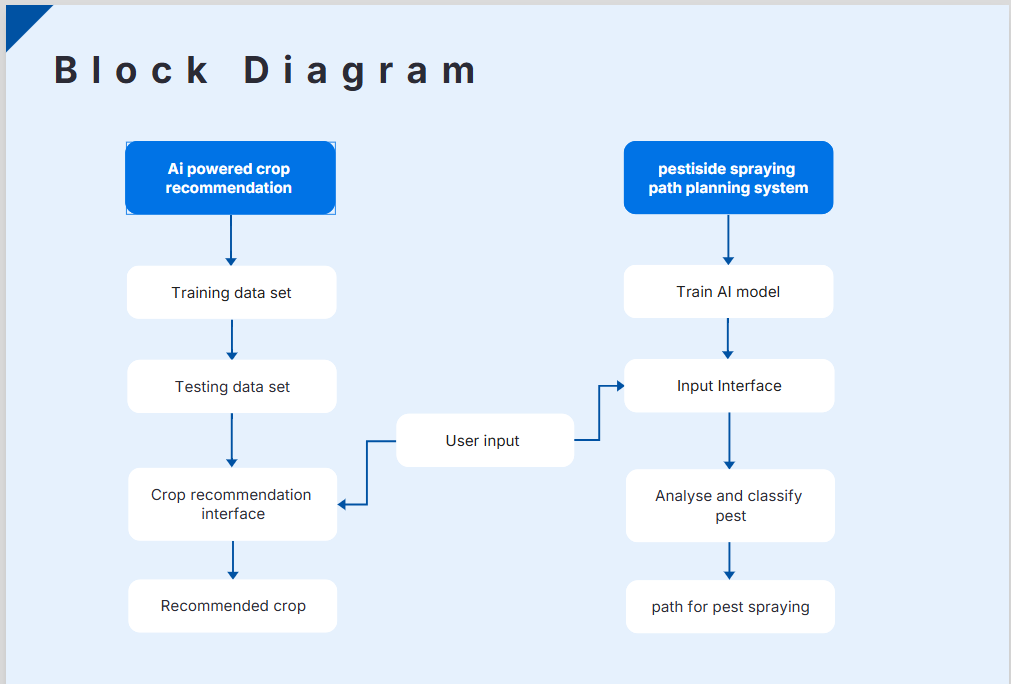 Block Diagram
Ai powered crop
recommendation
Training data set
Testing data set
Crop recommendation
interface
Recommended crop
User input
pestiside spraying
path planning system
Train AI model
Input Interface
Analyse and classify
pest
path for pest spraying